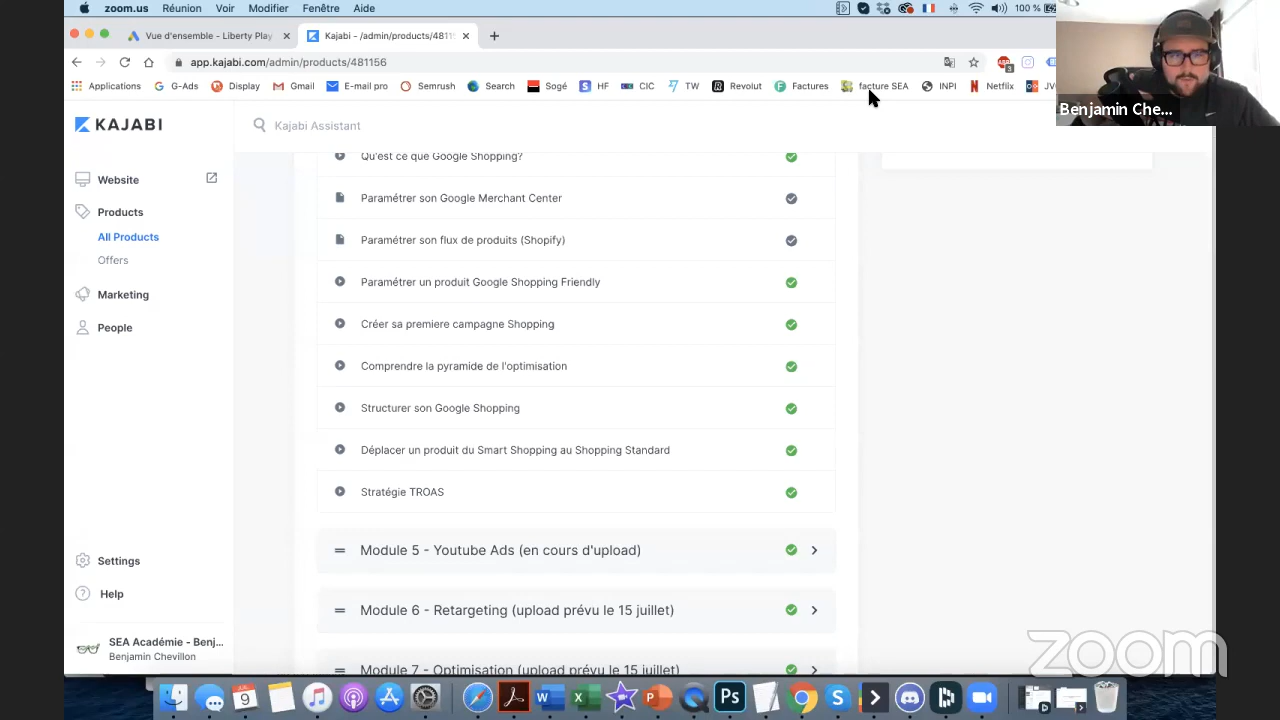 zoom.us Réunion Voir Modifier Fenêtre Aide 100 %
Vue d'ensemble - Liberty Play
Kajabi - /admin/products/4811
app.kajabi.com/admin/products/481156
Applications G-Ads Display Gmail E-mail pro Semrush Search Sogé HF CIC TW Revolut Factures facture SEA INPI Netflix
Benjamin Che...
KAJABI
Kajabi Assistant
Website
Products
All Products
Offers
Marketing
People
Settings
Help
SEA Académie - Benj...
Benjamin Chevillon
Qu'est ce que Google Shopping?
Paramétrer son Google Merchant Center
Paramétrer son flux de produits (Shopify)
Paramétrer un produit Google Shopping Friendly
Créer sa premiere campagne Shopping
Comprendre la pyramide de l'optimisation
Structurer son Google Shopping
Déplacer un produit du Smart Shopping au Shopping Standard
Stratégie TROAS
Module 5 - Youtube Ads (en cours d'upload)
Module 6 - Retargeting (upload prévu le 15 juillet)
Module 7 - Optimisation (upload prévu le 15 juillet)
zoom
9
Ps